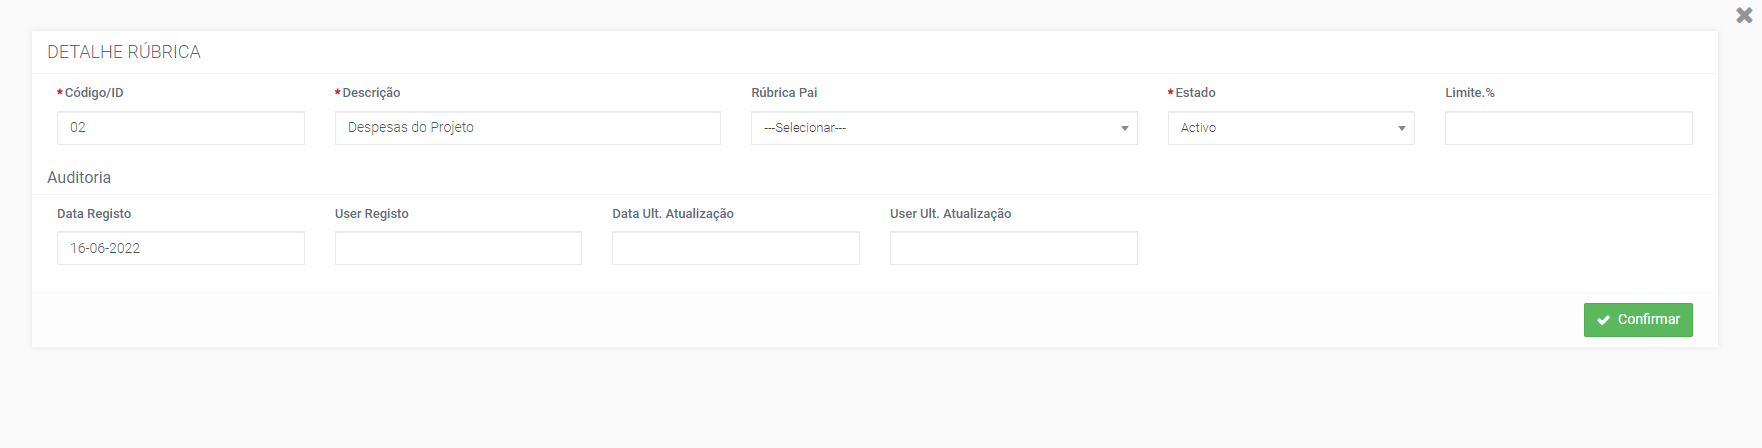 DETALHE RÚBRICA
*Código/ID *Descrição Rúbrica Pai *Estado Limite.%
02 Despesas do Projeto ---Selecionar--- Activo
Auditoria
Data Registo User Registo Data Ult. Atualização User Ult. Atualização
16-06-2022
Confirmar